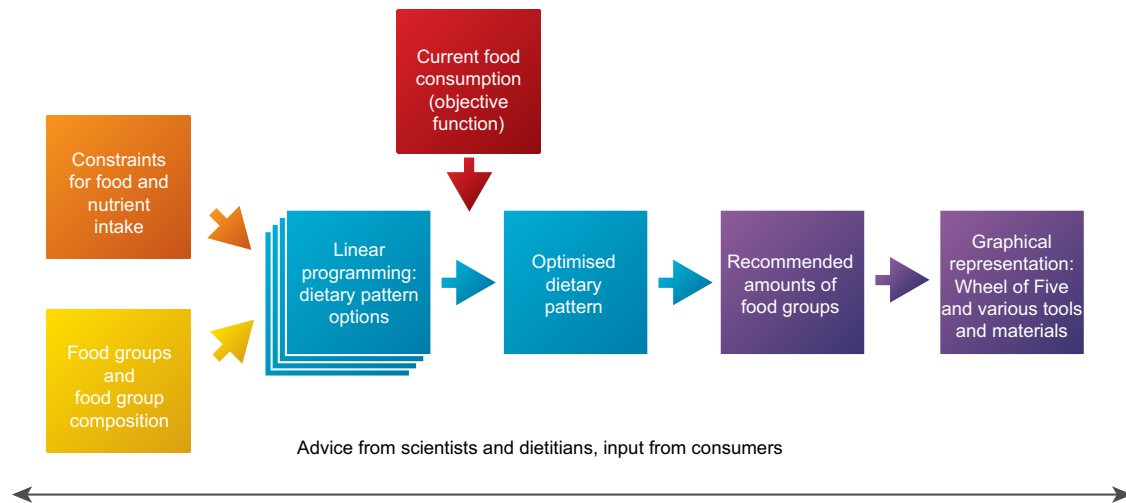 Current food
consumption
(objective
function)
Constraints
for food and
nutrient
intake
Linear
programming:
dietary pattern
options
Optimised
dietary
pattern
Recommended
amounts of
food groups
Graphical
representation:
Wheel of Five
and various tools
and materials
Food groups
and
food group
composition
Advice from scientists and dietitians, input from consumers